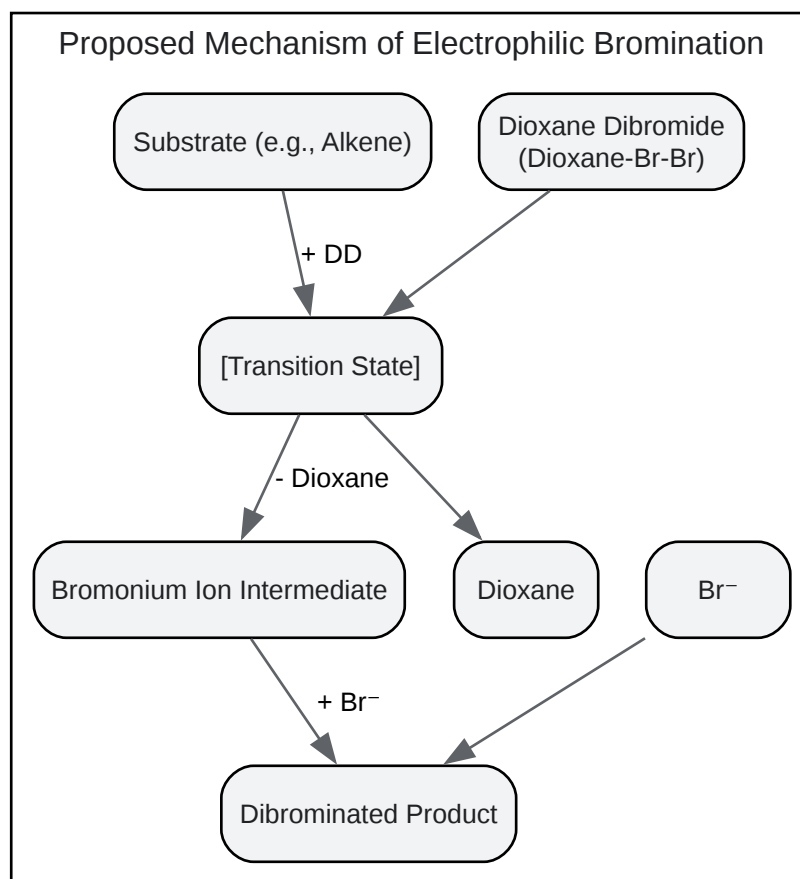 Proposed Mechanism of Electrophilic Bromination
Substrate (e.g., Alkene)
Dioxane Dibromide
(Dioxane-Br-Br)
+ DD
[Transition State]
- Dioxane
Bromonium Ion Intermediate
Dioxane
Br⁻
+ Br⁻
Dibrominated Product